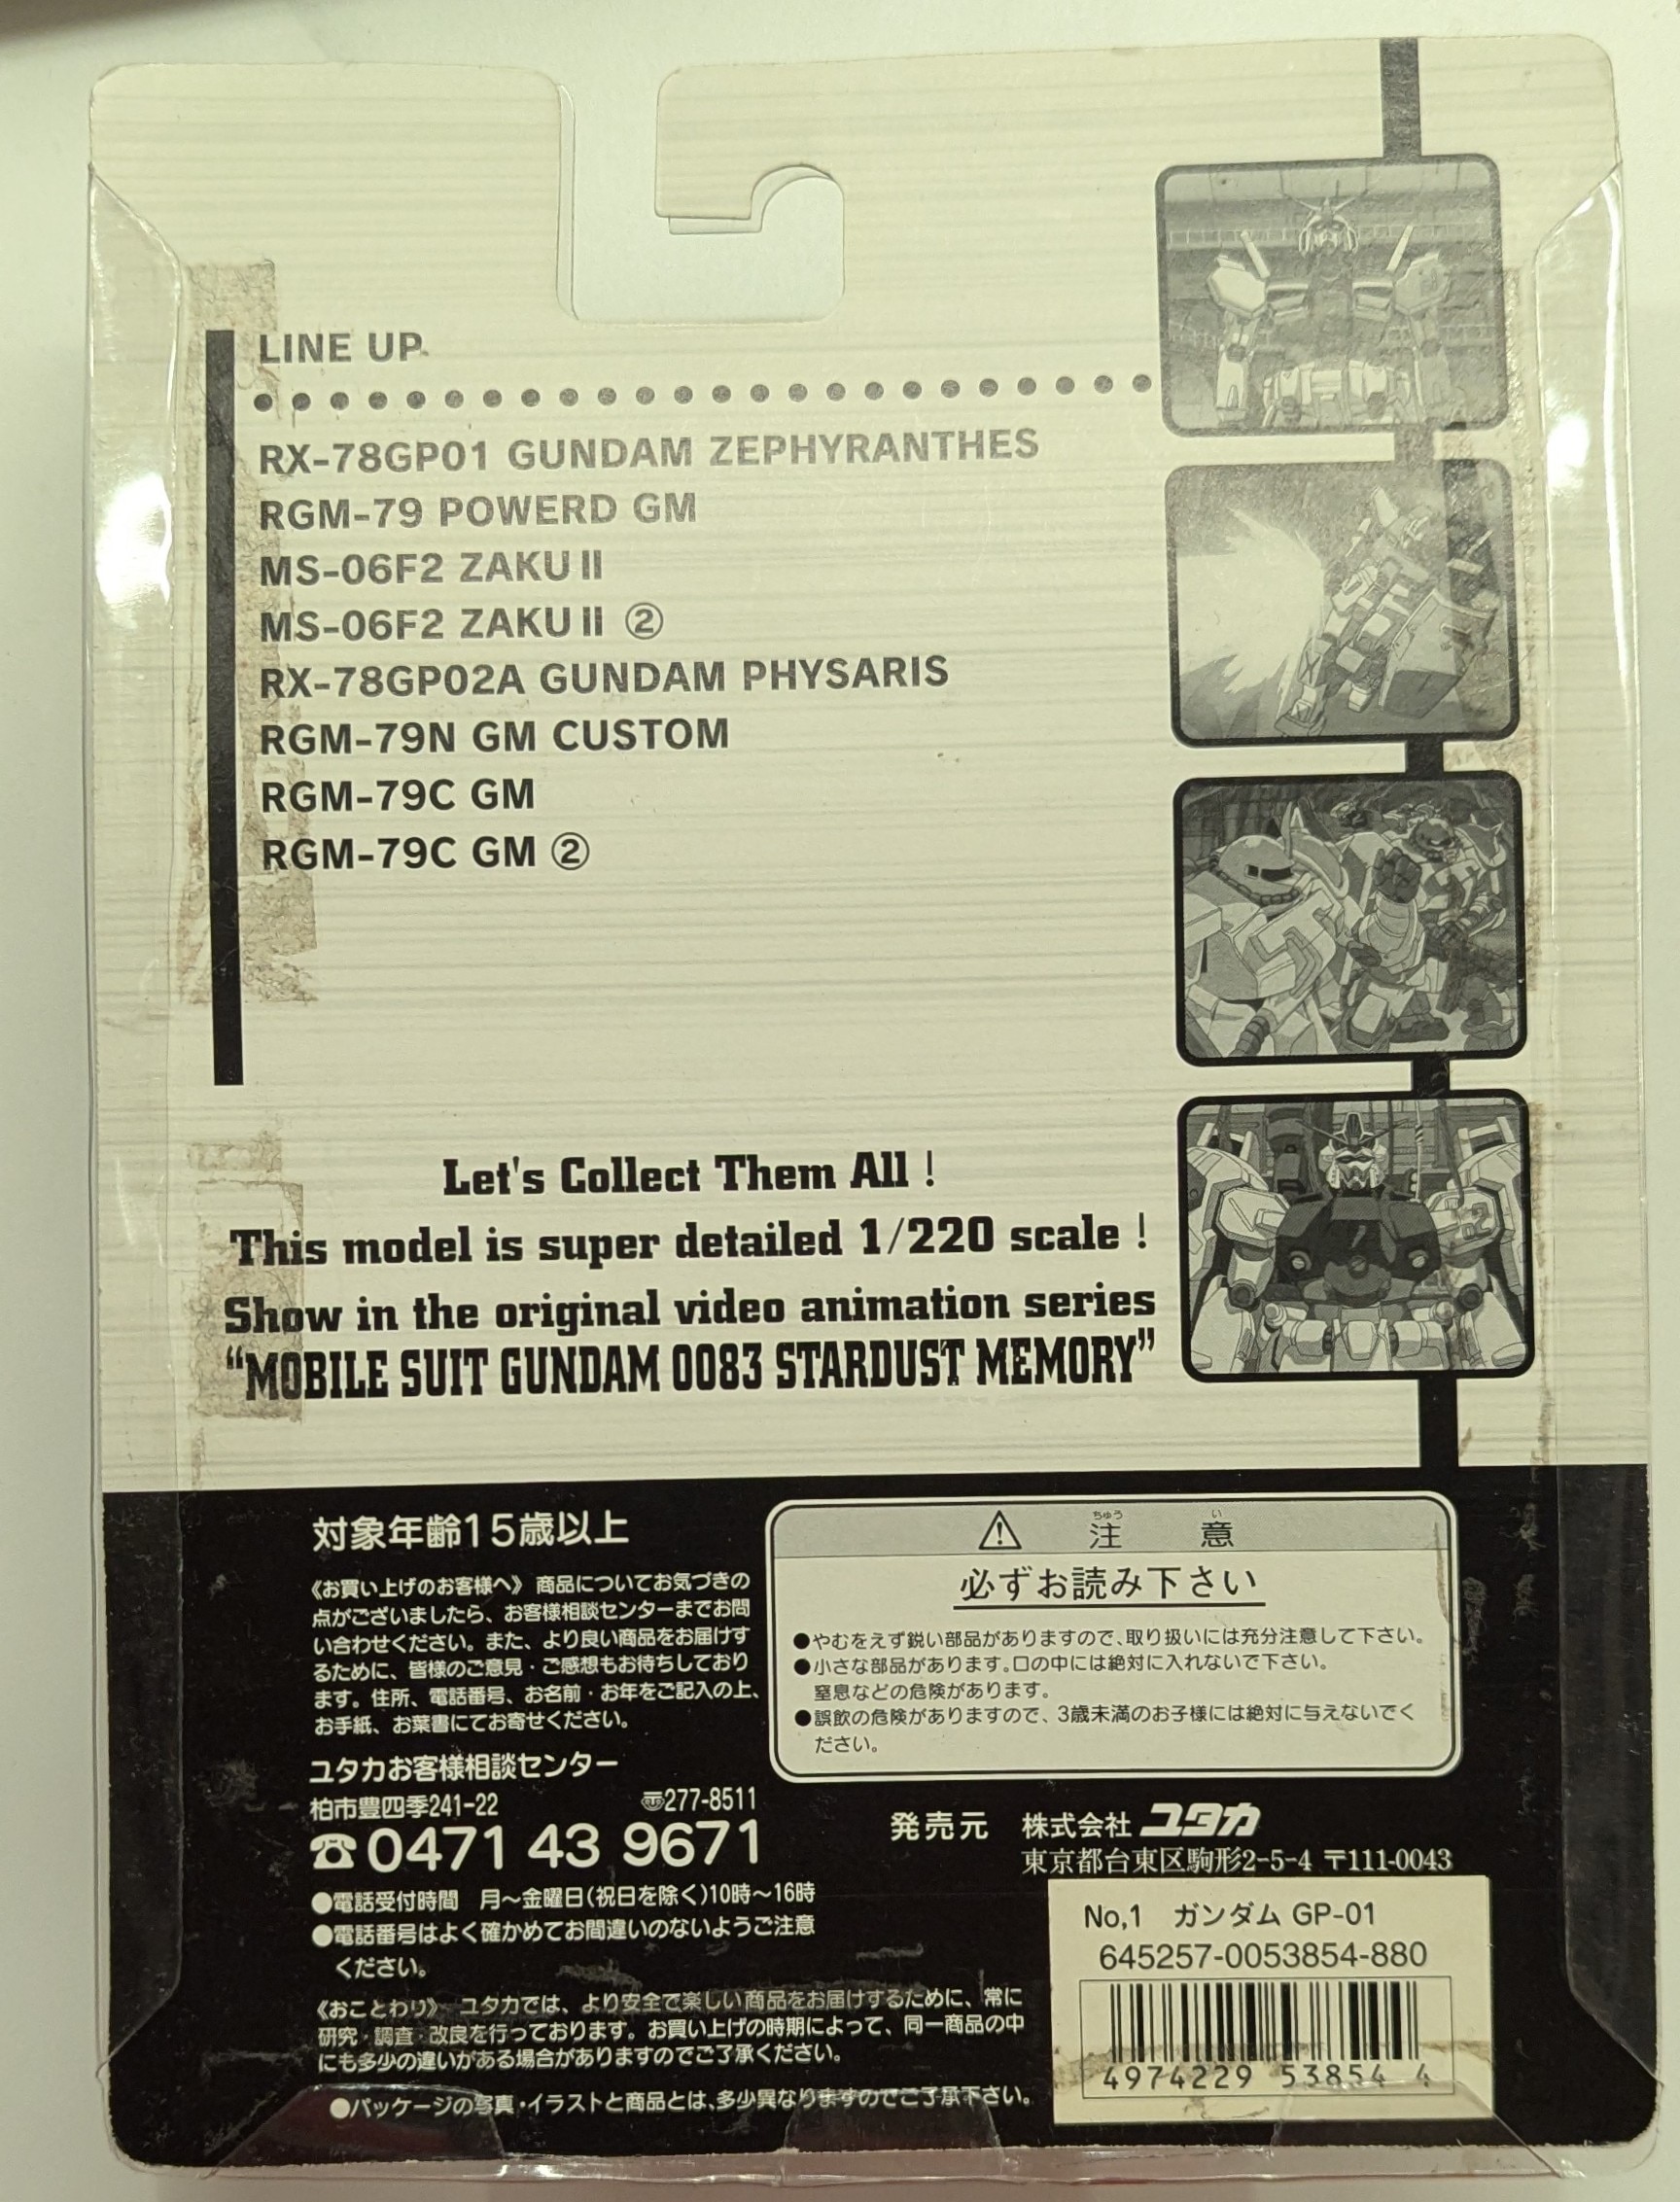 LINE UP
RX-78GP01 GUNDAM ZEPHYRANTHES
RGM-79 POWERD GM
MS-06F2 ZAKU II
MS-06F2 ZAKU II ②
RX-78GP02A GUNDAM PHYSARIS
RGM-79N GM CUSTOM
RGM-79C GM
RGM-79C GM ②
Let's Collect Them All !
This model is super detailed 1/220 scale !
Show in the original video animation series
“MOBILE SUIT GUNDAM 0083 STARDUST MEMORY”
対象年齢15歳以上
《お買い上げのお客様へ》 商品についてお気づきの
点がございましたら、お客様相談センターまでお問
い合わせください。また、より良い商品をお届けす
るために、皆様のご意見・ご感想もお待ちしており
ます。住所、電話番号、お名前・お年をご記入の上、
お手紙、お葉書にてお寄せください。
ユタカお客様相談センター
柏市豊四季241-22 〠277-8511
☎0471 43 9671
●電話受付時間 月～金曜日(祝日を除く)10時～16時
●電話番号はよく確かめてお間違いのないようご注意
ください。
《おことわり》 ユタカでは、より安全で楽しい商品をお届けするために、常に
研究・調査・改良を行っております。お買い上げの時期によって、同一商品の中
にも多少の違いがある場合がありますのでご了承ください。
●パッケージの写真・イラストと商品とは、多少異なりますのでご了承下さい。
⚠ 注意
ちゅう い
必ずお読み下さい
●やむをえず鋭い部品がありますので、取り扱いには充分注意して下さい。
●小さな部品があります。口の中には絶対に入れないで下さい。
窒息などの危険があります。
●誤飲の危険がありますので、3歳未満のお子様には絶対に与えないでく
ださい。
発売元 株式会社 ユタカ
東京都台東区駒形2-5-4 〒111-0043
No,1 ガンダム GP-01
645257-0053854-880
4974229 53854 4